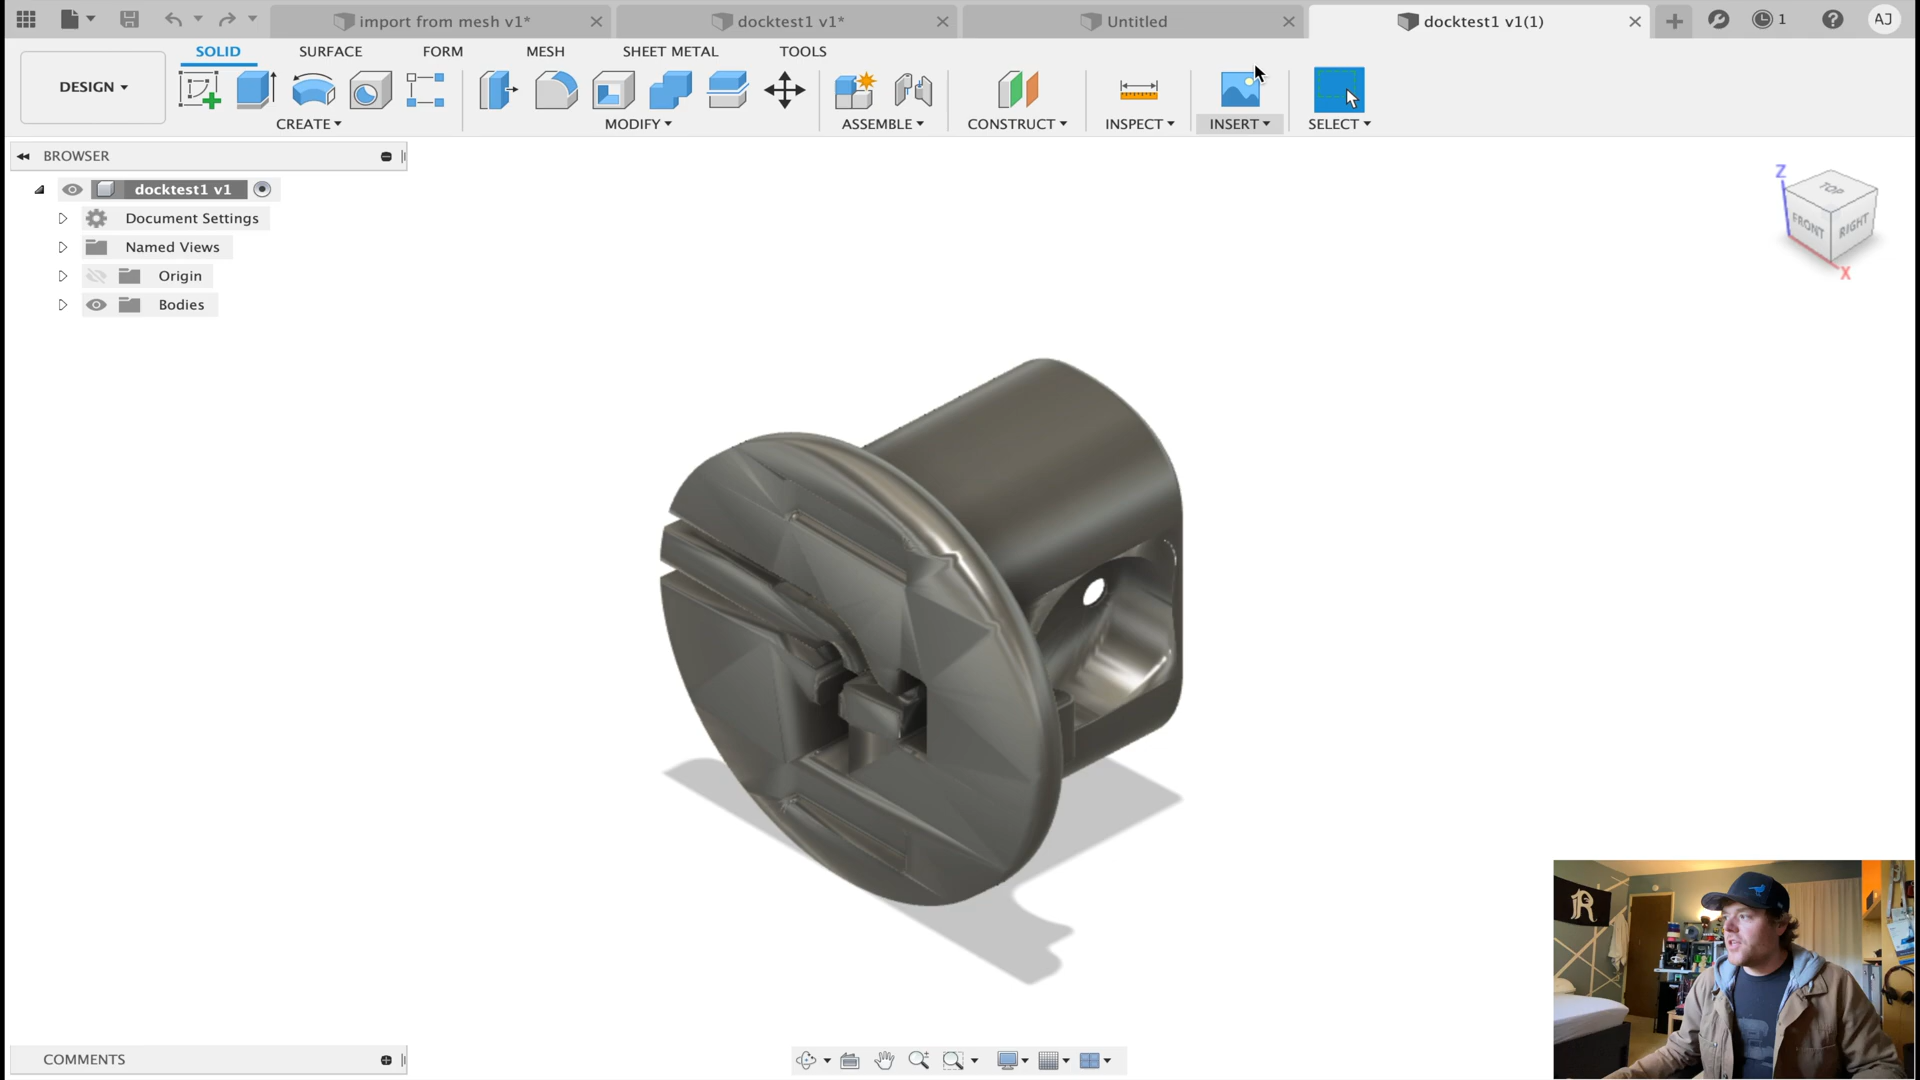 import from mesh v1*
docktest1 v1*
Untitled
docktest1 v1(1)
1
AJ
DESIGN
SOLID
SURFACE
FORM
MESH
SHEET METAL
TOOLS
CREATE
MODIFY
ASSEMBLE
CONSTRUCT
INSPECT
INSERT
SELECT
BROWSER
docktest1 v1
Document Settings
Named Views
Origin
Bodies
Z
TOP
FRONT
RIGHT
X
R
COMMENTS